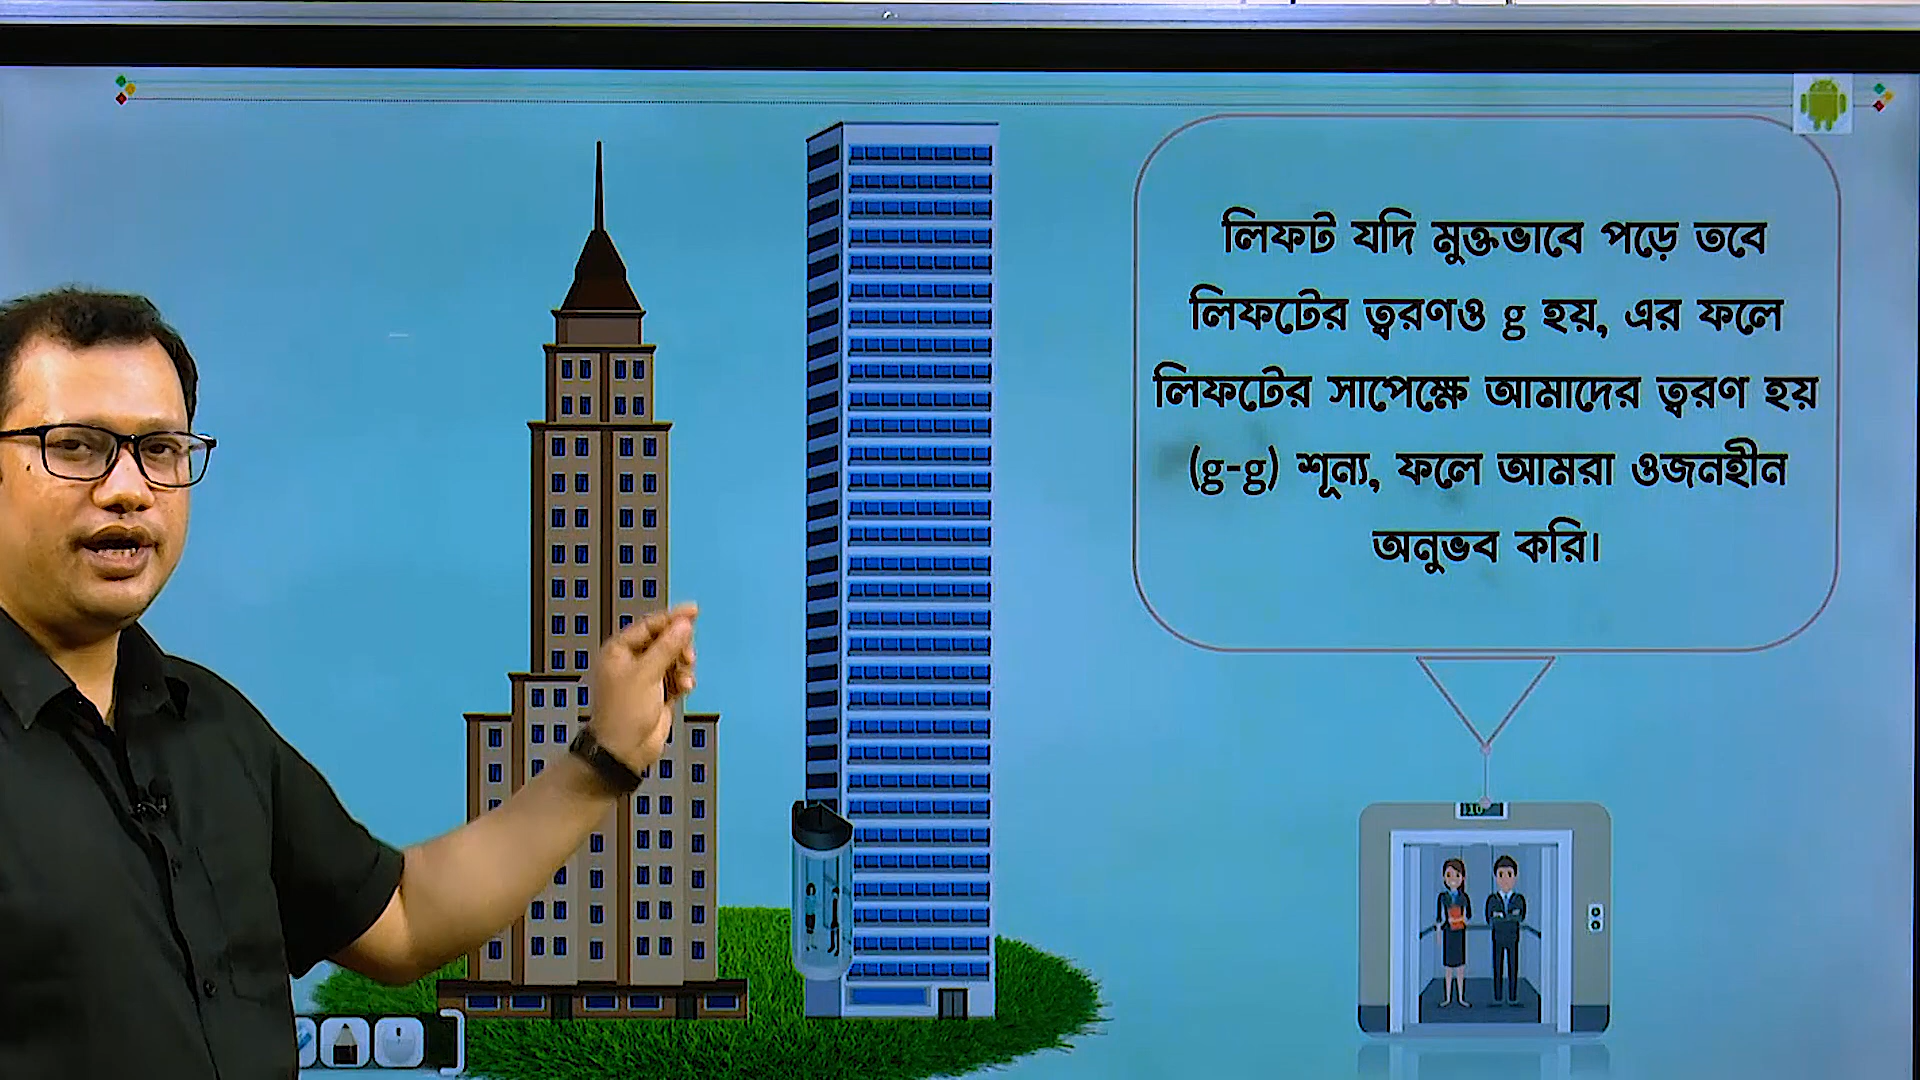 লিফট যদি মুক্তভাবে পড়ে তবে
লিফটের ত্বরণও g হয়, এর ফলে
লিফটের সাপেক্ষে আমাদের ত্বরণ হয়
(g-g) শূন্য, ফলে আমরা ওজনহীন
অনুভব করি।
10